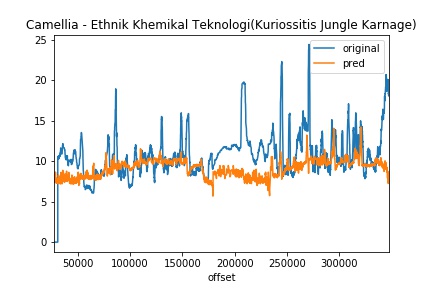 Camellia - Ethnik Khemikal Teknologi(Kuriossitis Jungle Karnage)
25
original
pred
20
15
10
5
0
50000 100000 150000 200000 250000 300000
offset